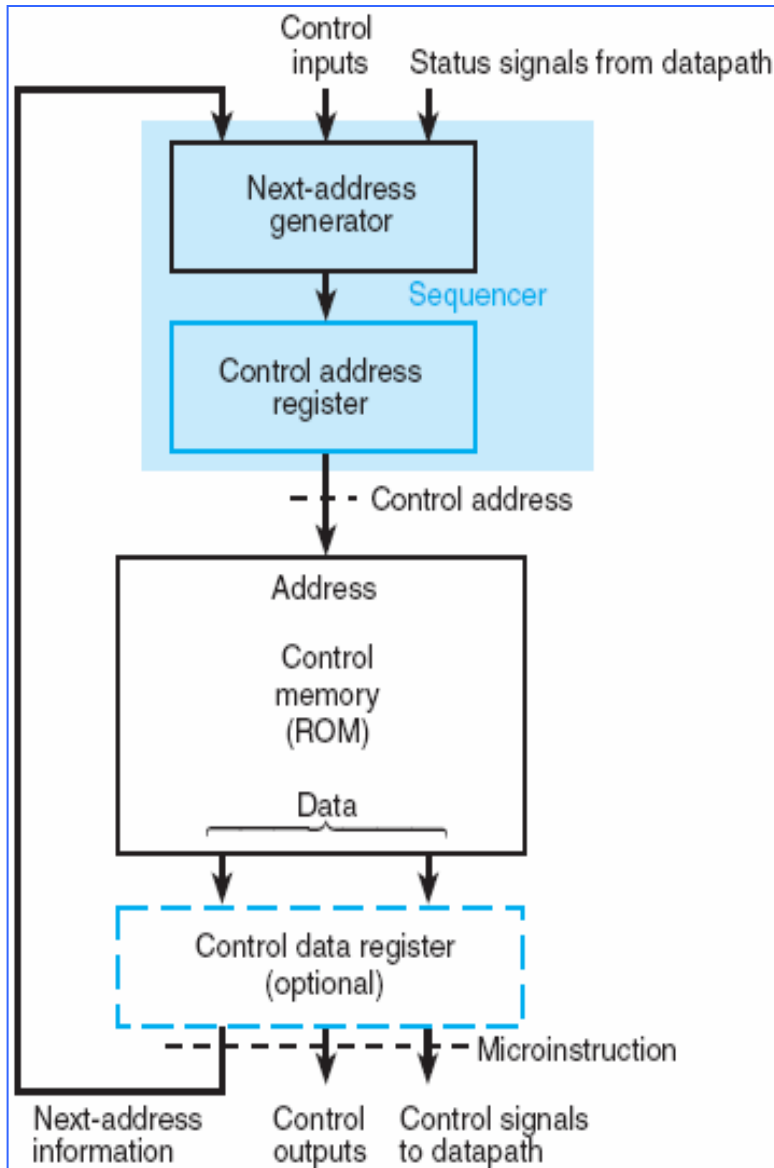 Control
inputs
Status signals from datapath
Next-address
generator
Sequencer
Control address
register
Control address
Address
Control
memory
(ROM)
Data
Control data register
(optional)
Microinstruction
Next-address
information
Control
outputs
Control signals
to datapath